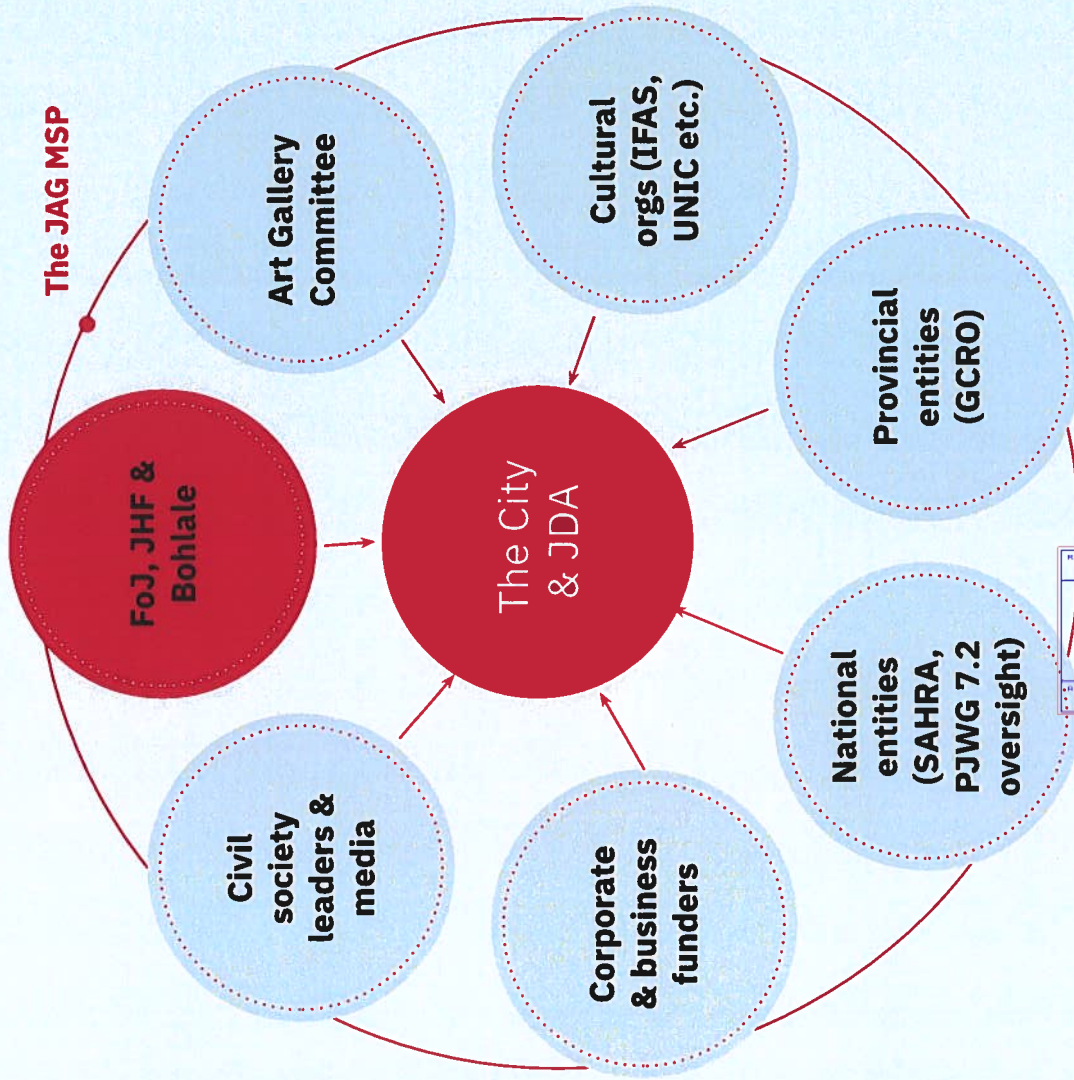 The JAG MSP
FoJ, JHF &
Bohlale
Art Gallery
Committee
Cultural
orgs (IFAS,
UNIC etc.)
Provincial
entities
(GCRO)
National
entities
(SAHRA,
PJWG 7.2
oversight)
Corporate
& business
funders
Civil
society
leaders &
media
The City
& JDA